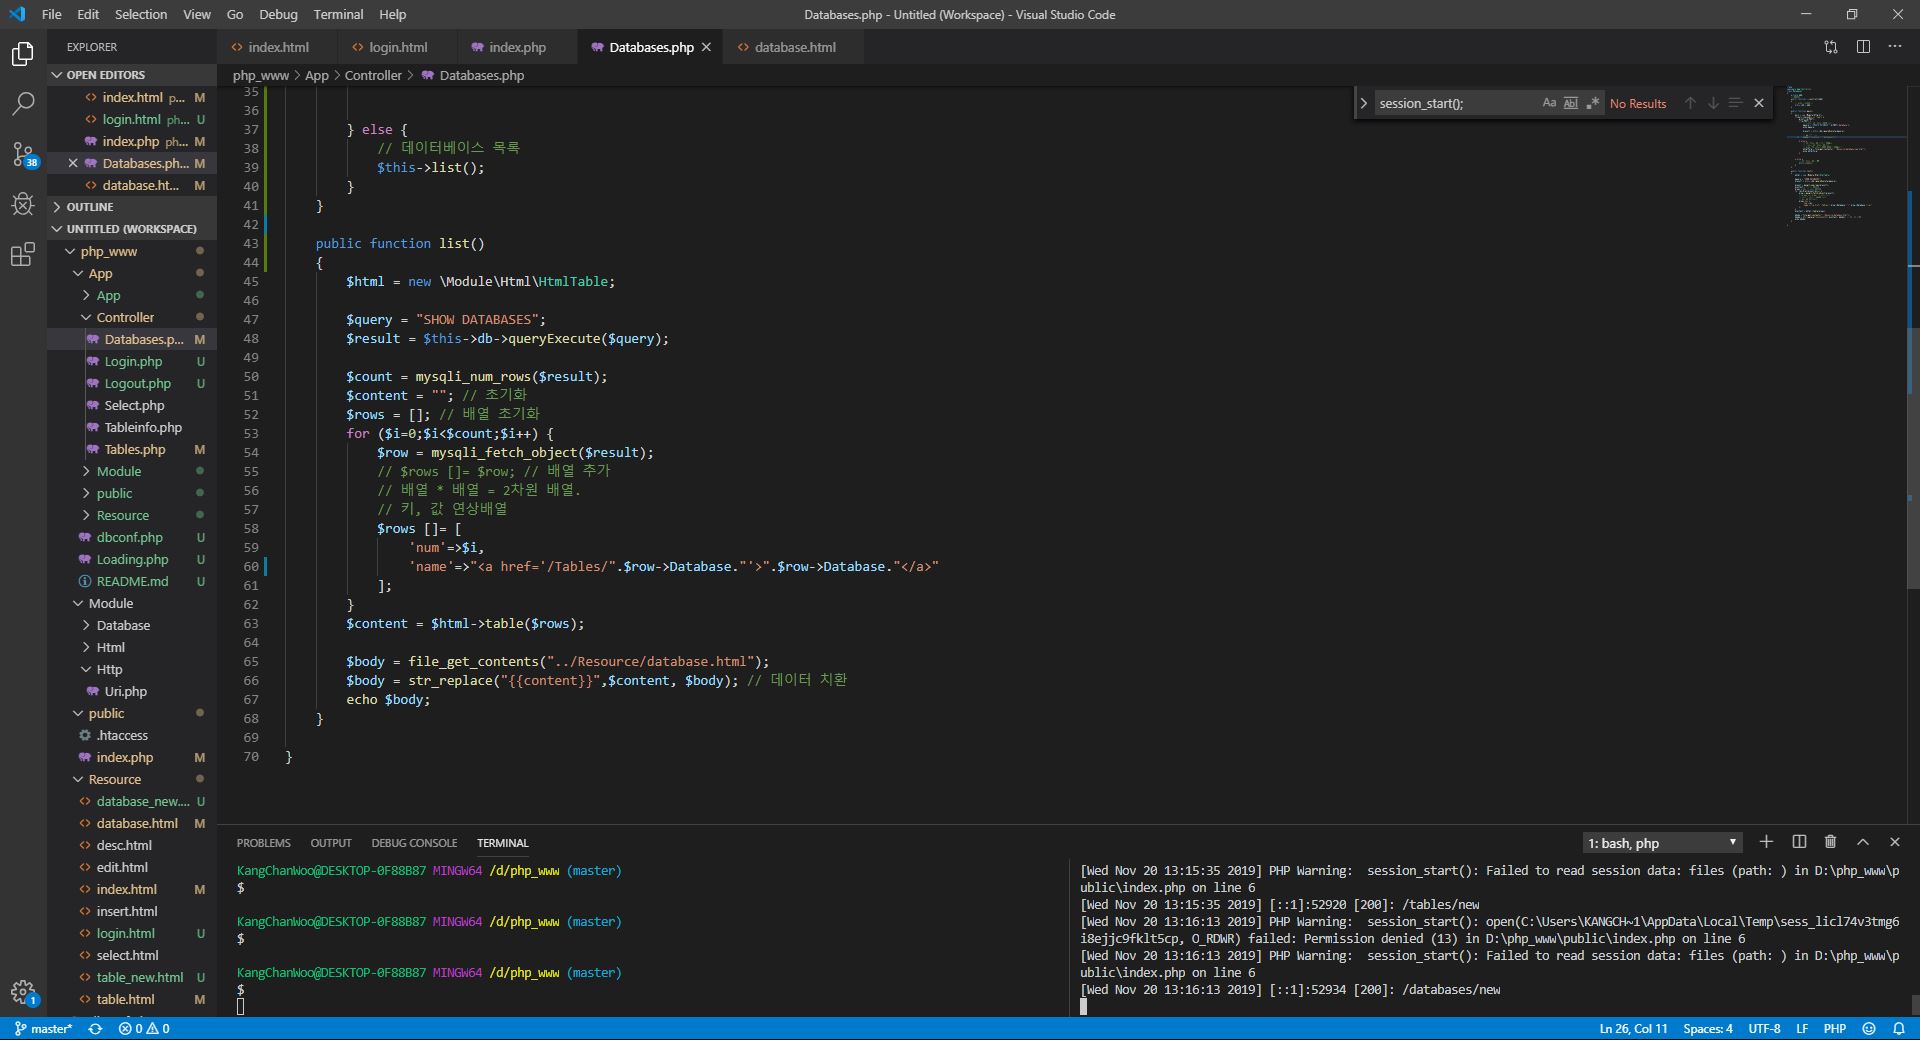 File Edit Selection View Go Debug Terminal Help
Databases.php - Untitled (Workspace) - Visual Studio Code
EXPLORER
index.html
login.html
index.php
Databases.php
database.html
OPEN EDITORS
index.html p... M
login.html ph... U
index.php ph... M
Databases.ph... M
database.ht... M
OUTLINE
UNTITLED (WORKSPACE)
php_www
App
App
Controller
Databases.p... M
Login.php U
Logout.php U
Select.php
Tableinfo.php
Tables.php M
Module
public
Resource
dbconf.php U
Loading.php U
README.md U
Module
Database
Html
Http
Uri.php
public
.htaccess
index.php M
Resource
database_new.... U
database.html M
desc.html
edit.html
index.html M
insert.html
login.html U
select.html
table_new.html U
table.html M
38
1
php_www > App > Controller > Databases.php
session_start(); Aa Abl .* No Results
35
36
37 } else {
38 // 데이터베이스 목록
39 $this->list();
40 }
41 }
42
43 public function list()
44 {
45 $html = new \Module\Html\HtmlTable;
46
47 $query = "SHOW DATABASES";
48 $result = $this->db->queryExecute($query);
49
50 $count = mysqli_num_rows($result);
51 $content = ""; // 초기화
52 $rows = []; // 배열 초기화
53 for ($i=0;$i<$count;$i++) {
54 $row = mysqli_fetch_object($result);
55 // $rows []= $row; // 배열 추가
56 // 배열 * 배열 = 2차원 배열.
57 // 키, 값 연상배열
58 $rows []= [
59 'num'=>$i,
60 'name'=>"<a href='/Tables/".$row->Database."'>".$row->Database."</a>"
61 ];
62 }
63 $content = $html->table($rows);
64
65 $body = file_get_contents("../Resource/database.html");
66 $body = str_replace("{{content}}",$content, $body); // 데이터 치환
67 echo $body;
68 }
69
70 }
PROBLEMS OUTPUT DEBUG CONSOLE TERMINAL
1: bash, php
KangChanWoo@DESKTOP-0F88B87 MINGW64 /d/php_www (master)
$
KangChanWoo@DESKTOP-0F88B87 MINGW64 /d/php_www (master)
$
KangChanWoo@DESKTOP-0F88B87 MINGW64 /d/php_www (master)
$
[Wed Nov 20 13:15:35 2019] PHP Warning:  session_start(): Failed to read session data: files (path: ) in D:\php_www\p
ublic\index.php on line 6
[Wed Nov 20 13:15:35 2019] [::1]:52920 [200]: /tables/new
[Wed Nov 20 13:16:13 2019] PHP Warning:  session_start(): open(C:\Users\KANGCH~1\AppData\Local\Temp\sess_licl74v3tmg6
i8ejjc9fklt5cp, O_RDWR) failed: Permission denied (13) in D:\php_www\public\index.php on line 6
[Wed Nov 20 13:16:13 2019] PHP Warning:  session_start(): Failed to read session data: files (path: ) in D:\php_www\p
ublic\index.php on line 6
[Wed Nov 20 13:16:13 2019] [::1]:52934 [200]: /databases/new
master* 0 0
Ln 26, Col 11 Spaces: 4 UTF-8 LF PHP